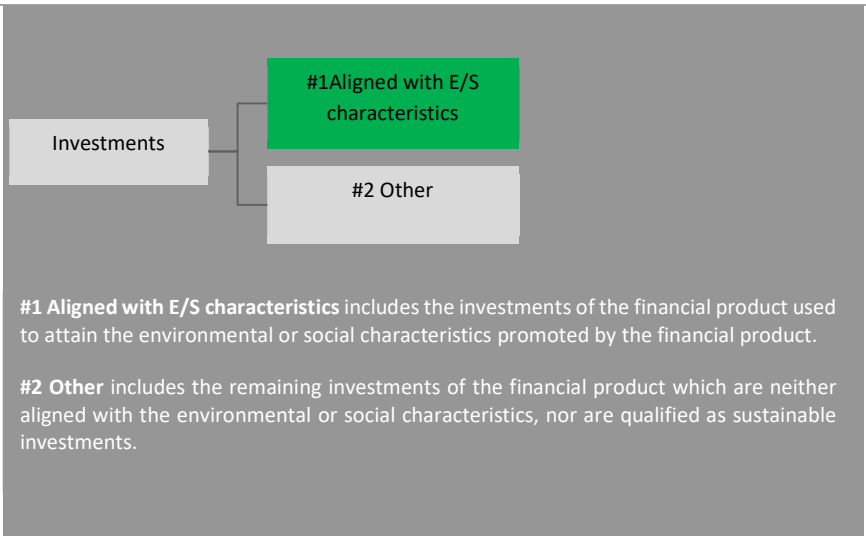 #1Aligned with E/S
characteristics
Investments
#2 Other
#1 Aligned with E/S characteristics includes the investments of the financial product used
to attain the environmental or social characteristics promoted by the financial product.
#2 Other includes the remaining investments of the financial product which are neither
aligned with the environmental or social characteristics, nor are qualified as sustainable
investments.